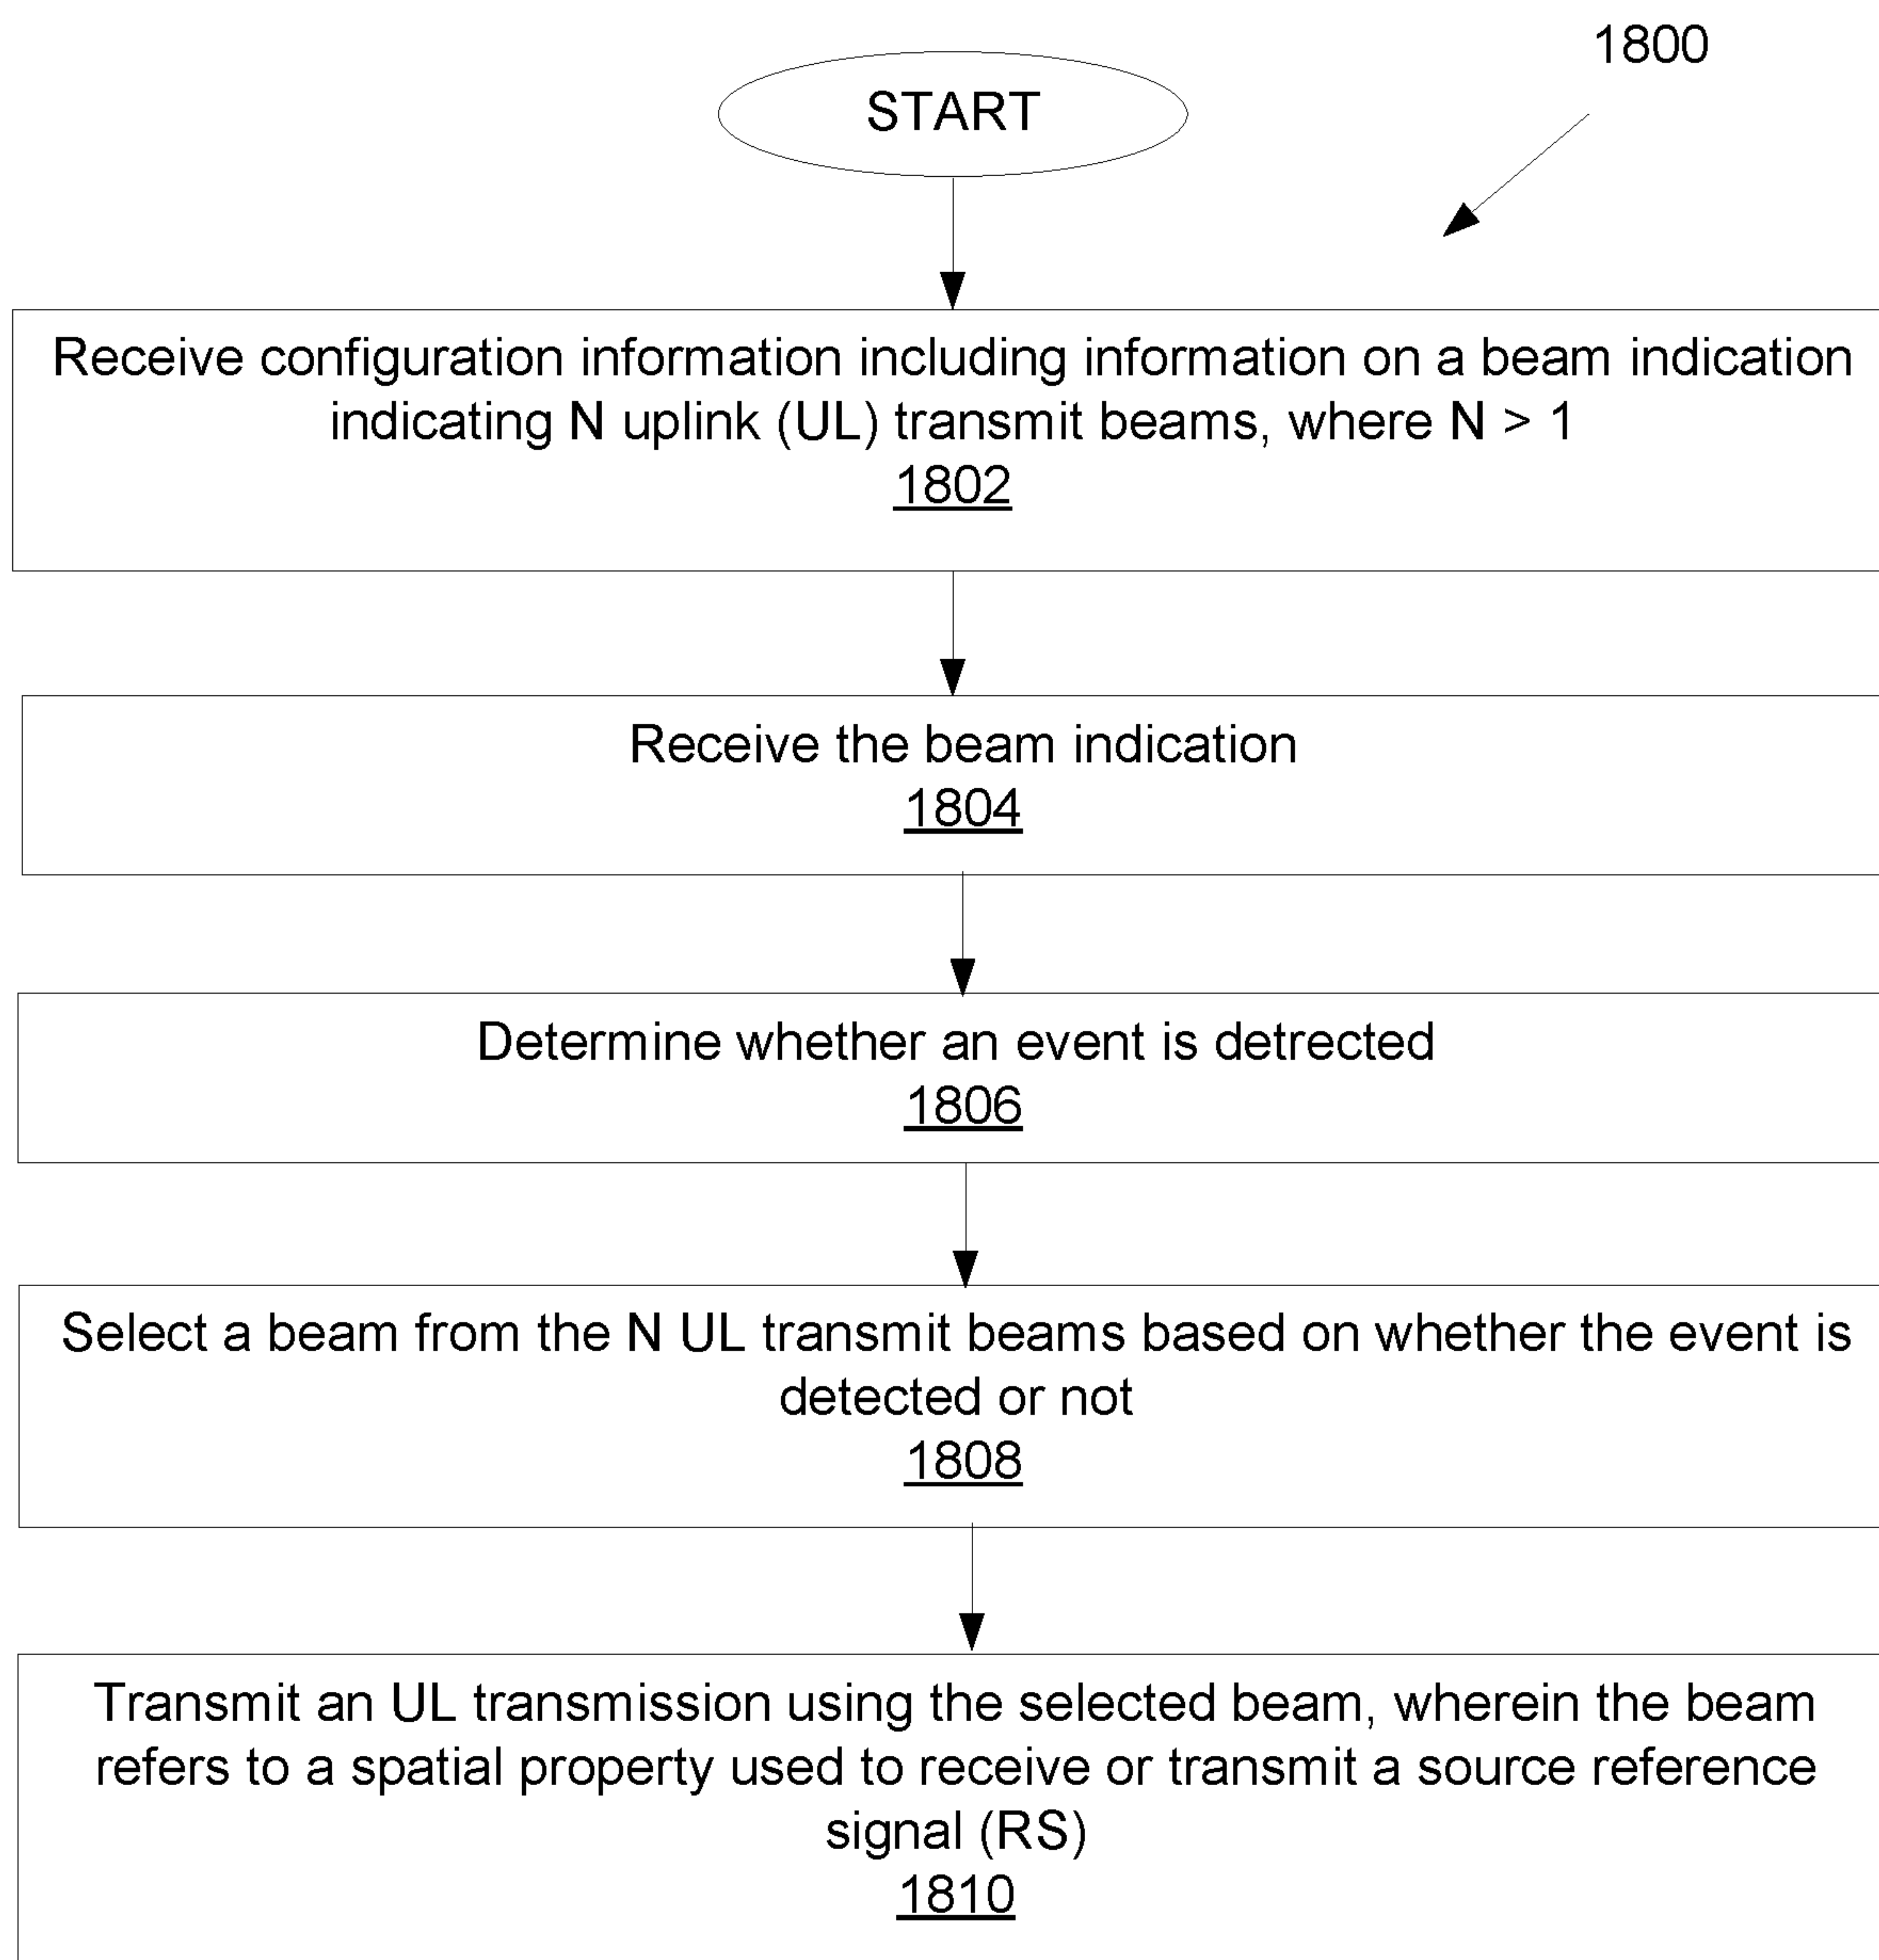 1800
START
Receive configuration information including information on a beam indication
indicating N uplink (UL) transmit beams, where N > 1
1802
Receive the beam indication
1804
Determine whether an event is detrected
1806
Select a beam from the N UL transmit beams based on whether the event is
detected or not
1808
Transmit an UL transmission using the selected beam, wherein the beam
refers to a spatial property used to receive or transmit a source reference
signal (RS)
1810